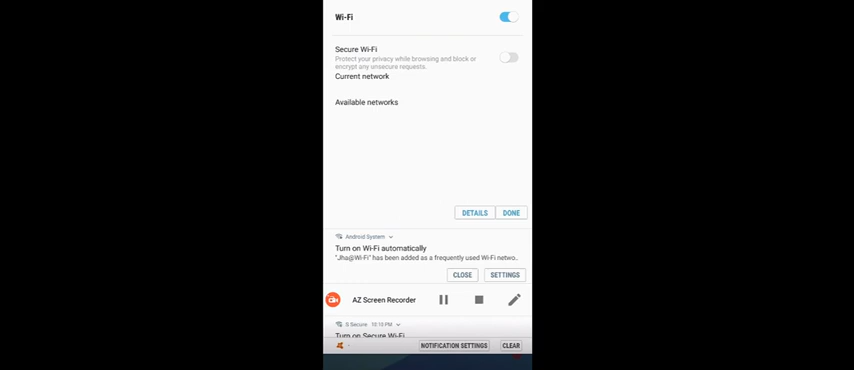 Wi-Fi
Secure Wi-Fi
Protect your privacy while browsing and block or
encrypt any unsecure requests.
Current network
Available networks
DETAILS
DONE
Android System
Turn on Wi-Fi automatically
"Jha@Wi-Fi" has been added as a frequently used Wi-Fi netwo..
CLOSE
SETTINGS
AZ Screen Recorder
S Secure 10:10 PM
Turn on Secure Wi-Fi
NOTIFICATION SETTINGS
CLEAR